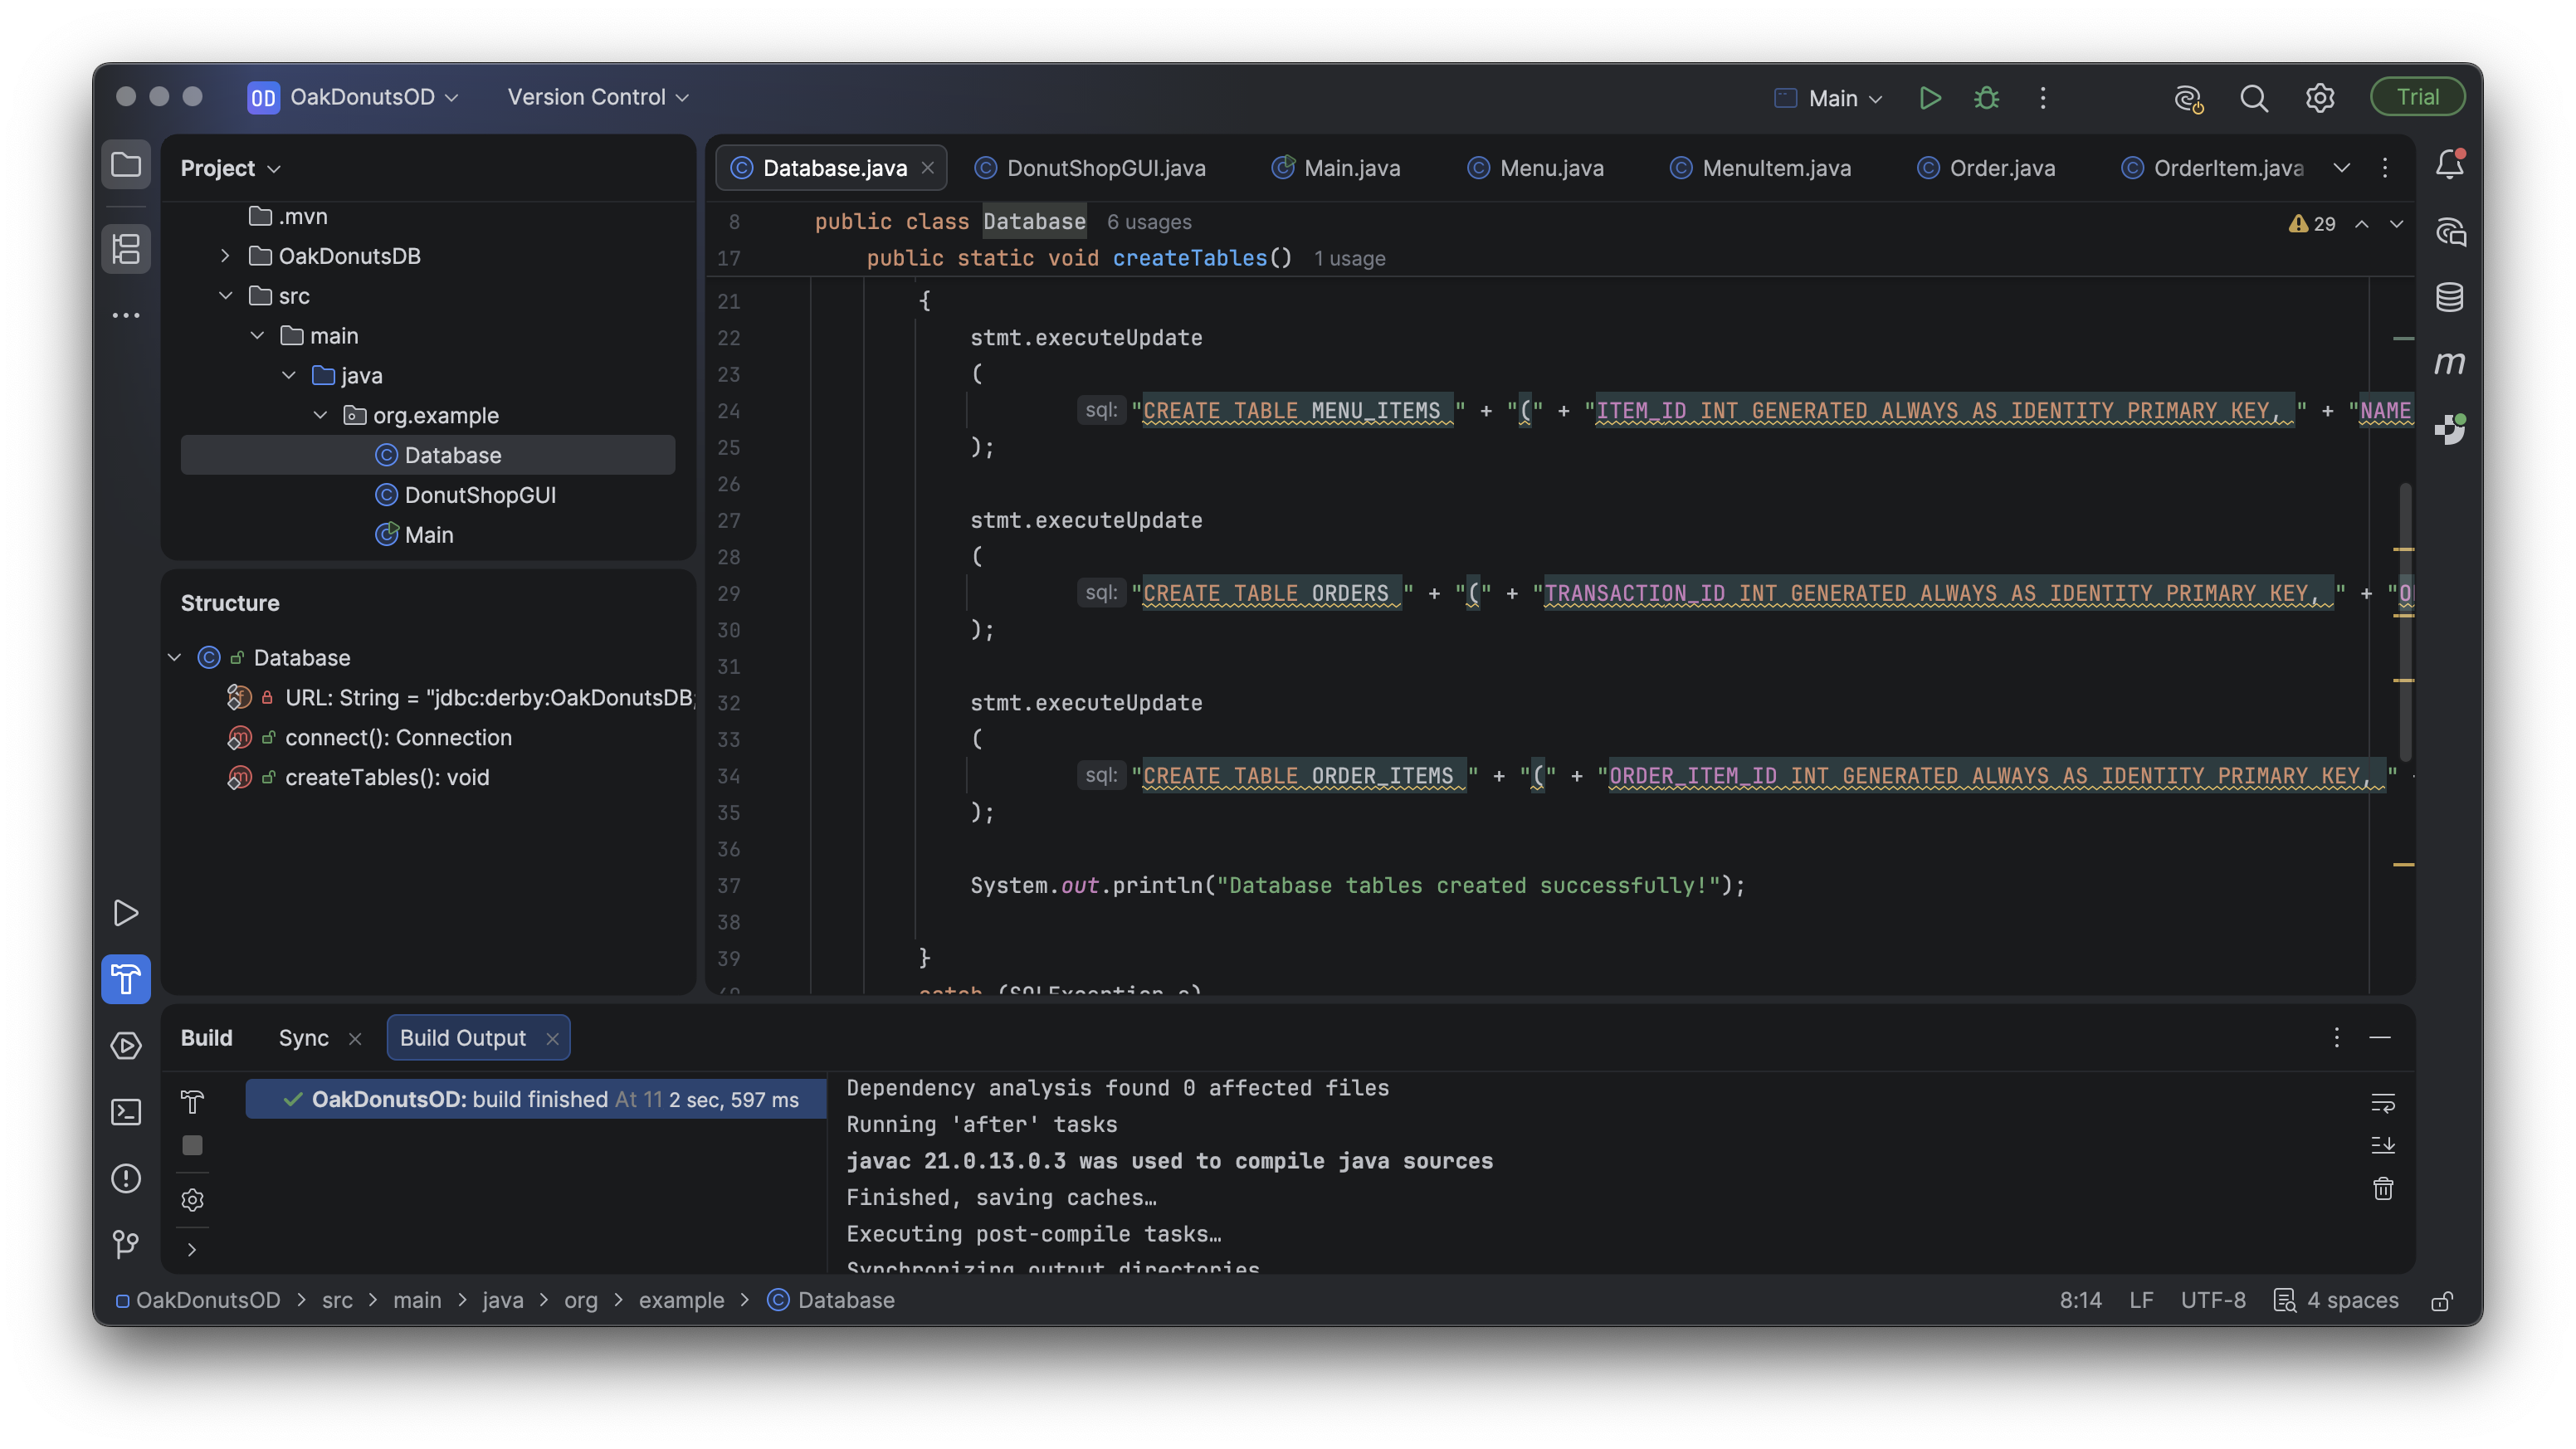 OD OakDonutsOD Version Control Main Trial
Project
.mvn
OakDonutsDB
src
main
java
org.example
Database
DonutShopGUI
Main
Structure
Database
URL: String = "jdbc:derby:OakDonutsDB;
connect(): Connection
createTables(): void
Database.java DonutShopGUI.java Main.java Menu.java MenuItem.java Order.java OrderItem.java
8 public class Database 6 usages 29
17 public static void createTables() 1 usage
21 {
22 stmt.executeUpdate
23 (
24 sql: "CREATE TABLE MENU_ITEMS " + "(" + "ITEM_ID INT GENERATED ALWAYS AS IDENTITY PRIMARY KEY, " + "NAME
25 );
26
27 stmt.executeUpdate
28 (
29 sql: "CREATE TABLE ORDERS " + "(" + "TRANSACTION_ID INT GENERATED ALWAYS AS IDENTITY PRIMARY KEY, " + "O
30 );
31
32 stmt.executeUpdate
33 (
34 sql: "CREATE TABLE ORDER_ITEMS " + "(" + "ORDER_ITEM_ID INT GENERATED ALWAYS AS IDENTITY PRIMARY KEY, "
35 );
36
37 System.out.println("Database tables created successfully!");
38
39 }
40 catch (SQLException e)
Build Sync Build Output
OakDonutsOD: build finished At 11 2 sec, 597 ms
Dependency analysis found 0 affected files
Running 'after' tasks
javac 21.0.13.0.3 was used to compile java sources
Finished, saving caches…
Executing post-compile tasks…
Synchronizing output directories
OakDonutsOD > src > main > java > org > example > Database 8:14 LF UTF-8 4 spaces